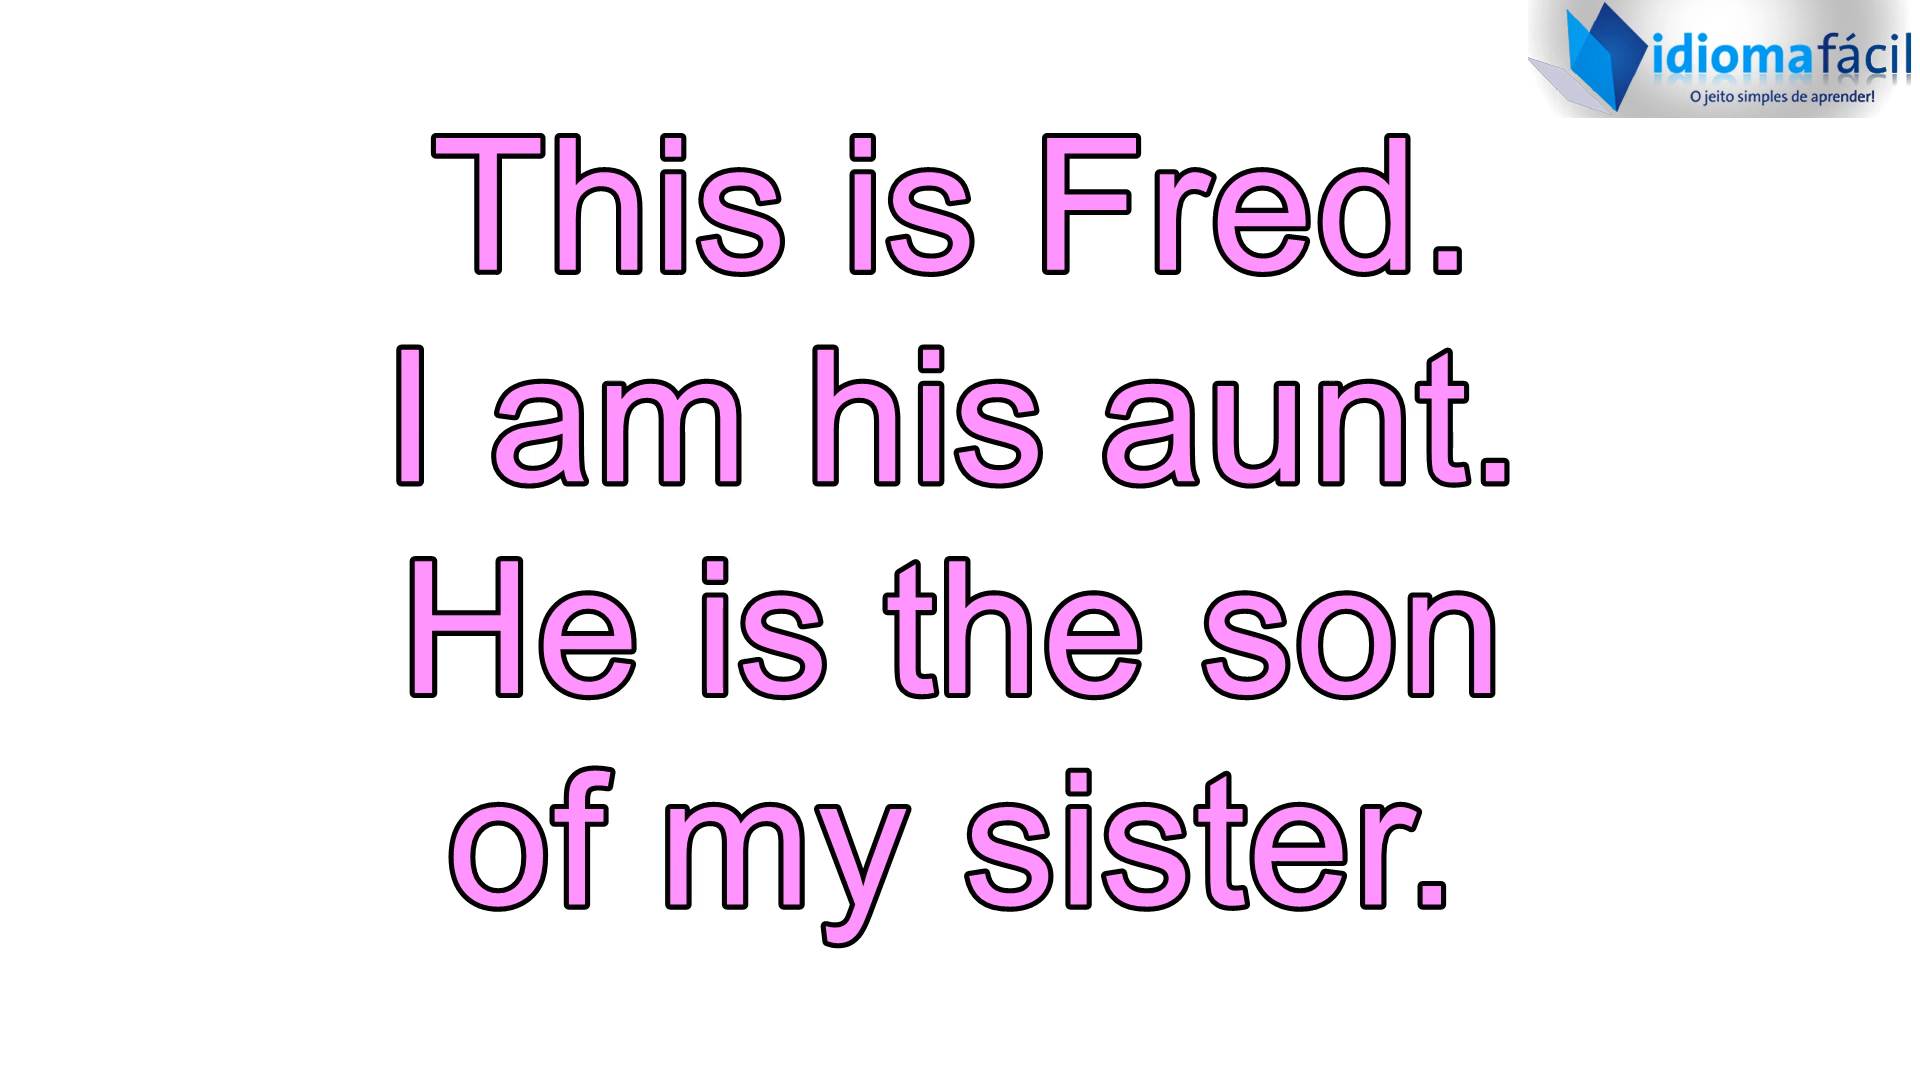 idiomafácil
O jeito simples de aprender!
This is Fred.
I am his aunt.
He is the son
of my sister.